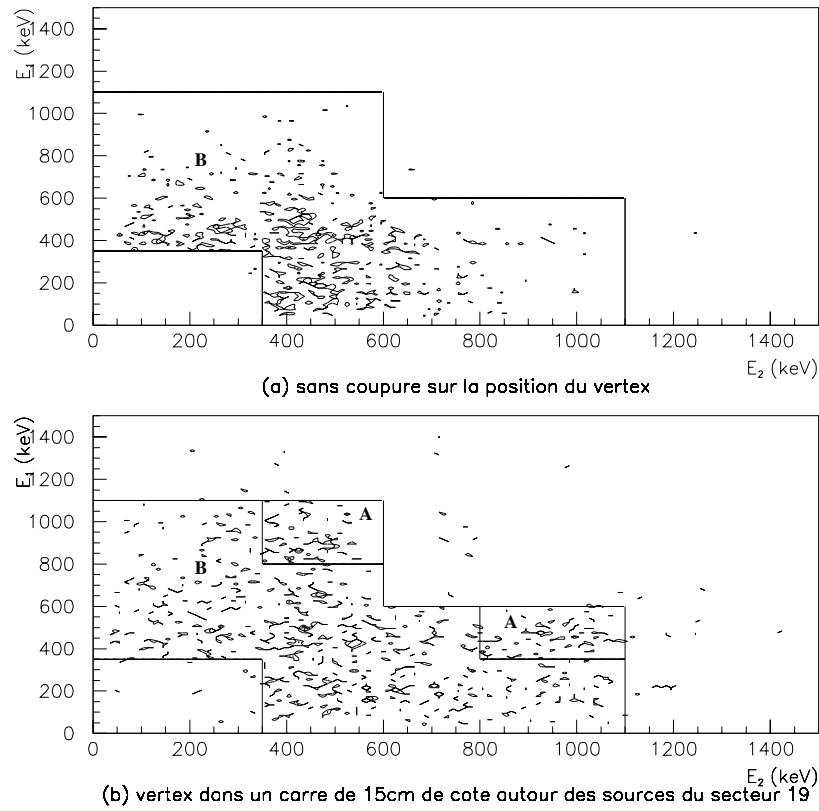 E1 (keV)
1400
1200
1000
800
600
400
200
0
B
0 200 400 600 800 1000 1200 1400
E2 (keV)
(a) sans coupure sur la position du vertex
E1 (keV)
1400
1200
1000
800
600
400
200
0
A
B
A
0 200 400 600 800 1000 1200 1400
E2 (keV)
(b) vertex dans un carre de 15cm de cote autour des sources du secteur 19